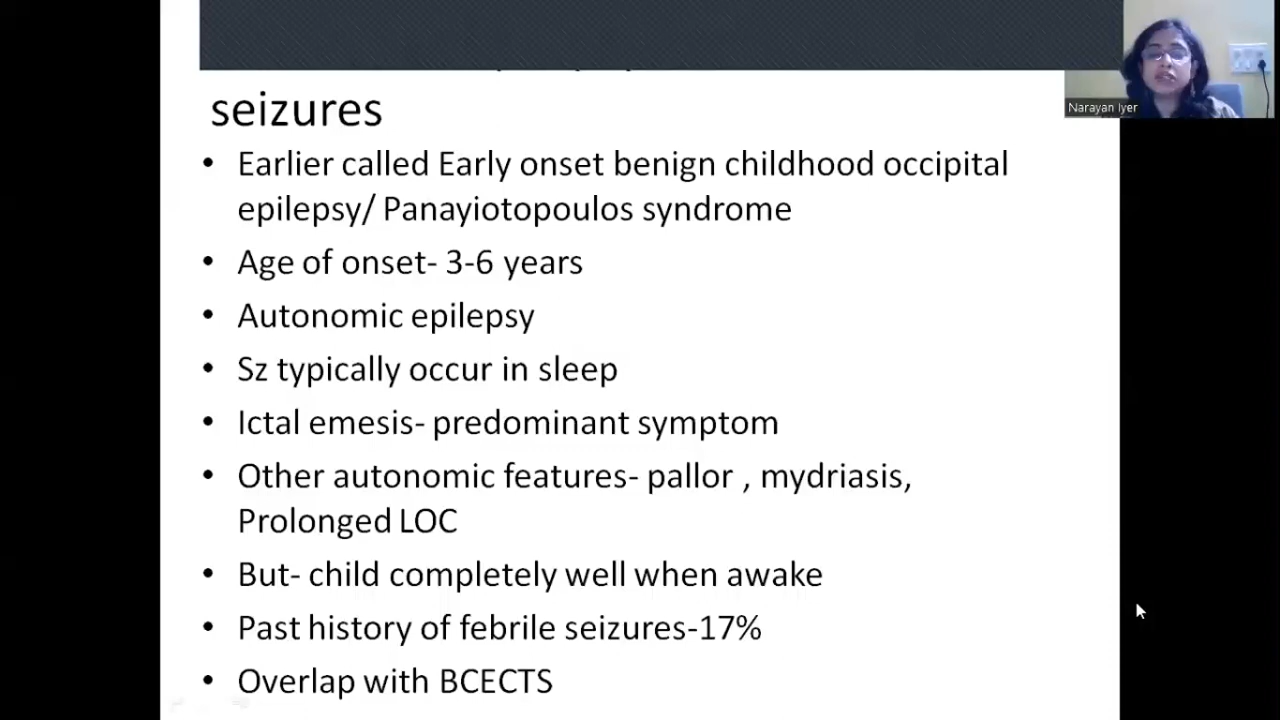 seizures
• Earlier called Early onset benign childhood occipital
epilepsy/ Panayiotopoulos syndrome
• Age of onset- 3-6 years
• Autonomic epilepsy
• Sz typically occur in sleep
• Ictal emesis- predominant symptom
• Other autonomic features- pallor , mydriasis,
Prolonged LOC
• But- child completely well when awake
• Past history of febrile seizures-17%
• Overlap with BCECTS
Narayan Iyer